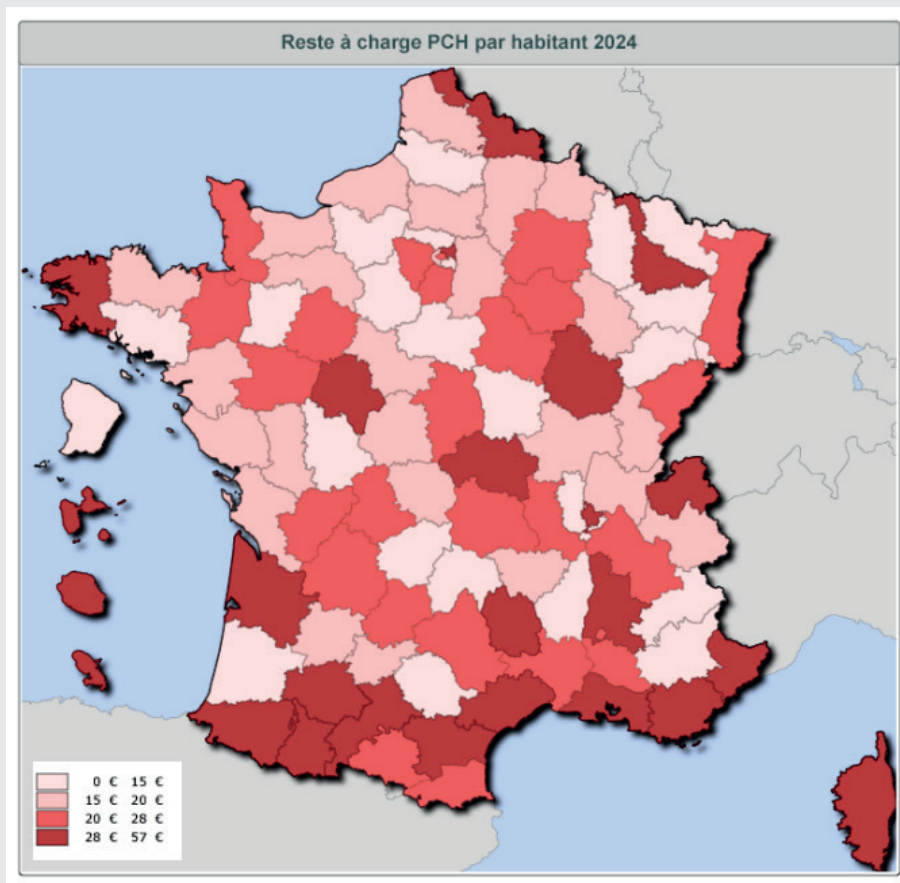 Reste à charge PCH par habitant 2024
0 € 15 €
15 € 20 €
20 € 28 €
28 € 57 €